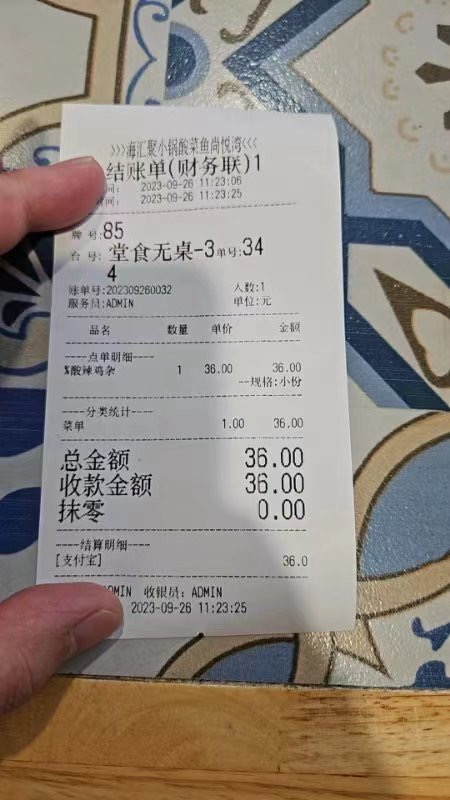 >>>海汇聚小锅酸菜鱼尚悦湾<<<
结账单(财务联)1
间: 2023-09-26 11:23:06
间: 2023-09-26 11:23:25
牌 号:85
台 号: 堂食无桌-3单号:34
4
账单号:202309260032 人数:1
服务员:ADMIN 单位:元
品名 数量 单价 金额
----点单明细----
%酸辣鸡杂 1 36.00 36.00
--规格:小份
----分类统计----
菜单 1.00 36.00
总金额 36.00
收款金额 36.00
抹零 0.00
----结算明细----
[支付宝] 36.0
DMIN 收银员: ADMIN
2023-09-26 11:23:25